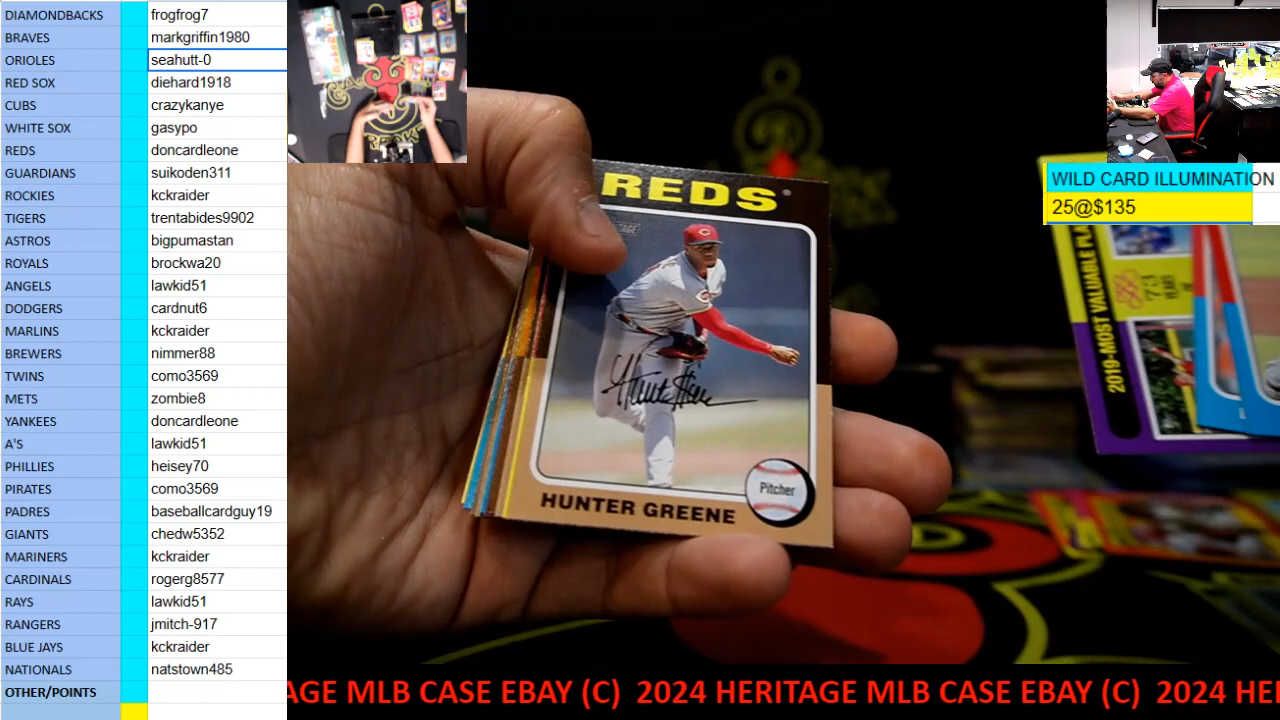 DIAMONDBACKS frogfrog7
BRAVES markgriffin1980
ORIOLES seahutt-0
RED SOX diehard1918
CUBS crazykanye
WHITE SOX gasypo
REDS doncardleone
GUARDIANS suikoden311
ROCKIES kckraider
TIGERS trentabides9902
ASTROS bigpumastan
ROYALS brockwa20
ANGELS lawkid51
DODGERS cardnut6
MARLINS kckraider
BREWERS nimmer88
TWINS como3569
METS zombie8
YANKEES doncardleone
A'S lawkid51
PHILLIES heisey70
PIRATES como3569
PADRES baseballcardguy19
GIANTS chedw5352
MARINERS kckraider
CARDINALS rogerg8577
RAYS lawkid51
RANGERS jmitch-917
BLUE JAYS kckraider
NATIONALS natstown485
OTHER/POINTS
WILD CARD ILLUMINATION
25@$135
REDS
Hunter Greene
Pitcher
HUNTER GREENE
2019-MOST VALUABLE PLA
AGE MLB CASE EBAY (C) 2024 HERITAGE MLB CASE EBAY (C) 2024 HE